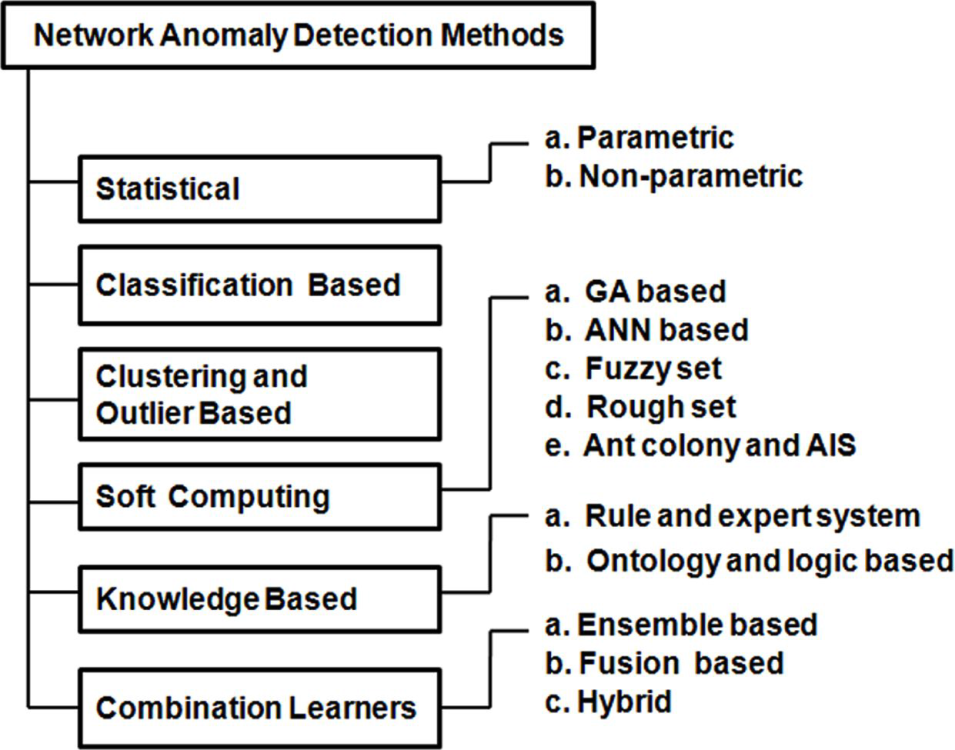 Network Anomaly Detection Methods
Statistical
a. Parametric
b. Non-parametric
Classification Based
Clustering and
Outlier Based
Soft Computing
a. GA based
b. ANN based
c. Fuzzy set
d. Rough set
e. Ant colony and AIS
Knowledge Based
a. Rule and expert system
b. Ontology and logic based
Combination Learners
a. Ensemble based
b. Fusion based
c. Hybrid